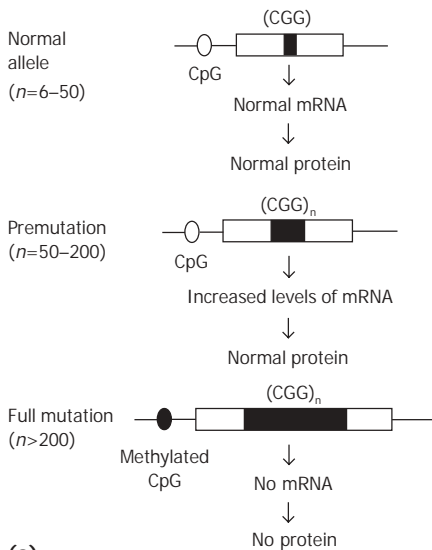 (CGG)
Normal
allele
(n=6–50)
CpG
Normal mRNA
Normal protein
(CGG)n
Premutation
(n=50–200)
CpG
Increased levels of mRNA
Normal protein
(CGG)n
Full mutation
(n>200)
Methylated
CpG
No mRNA
No protein